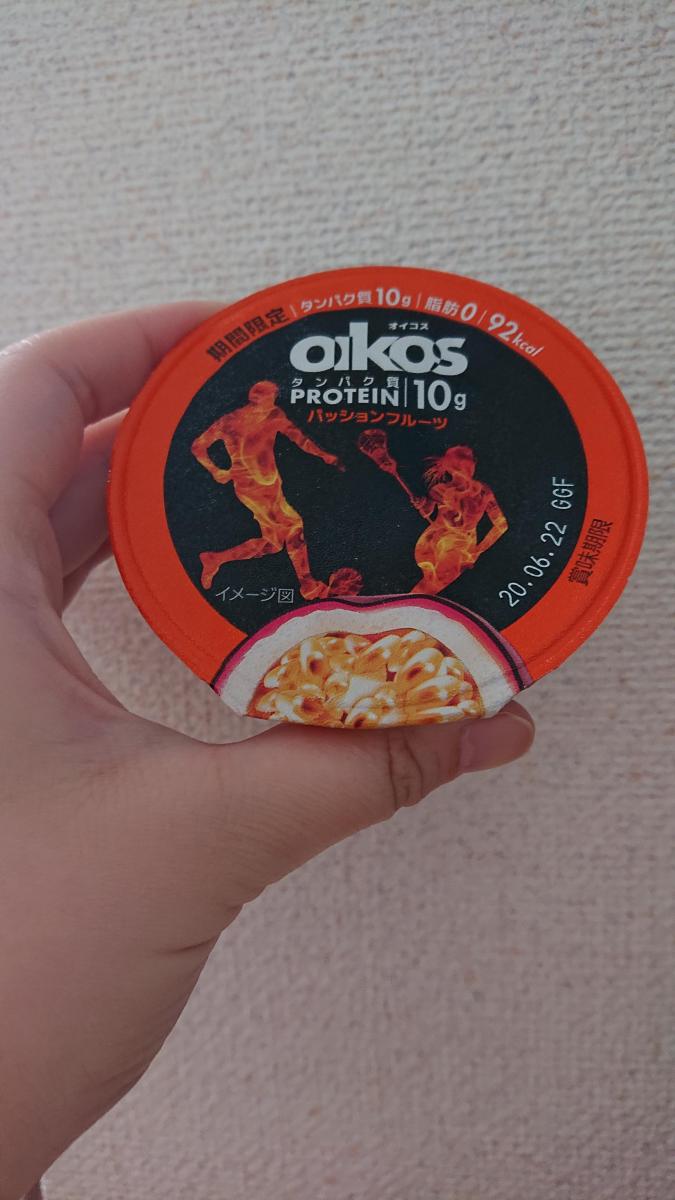 期間限定 | タンパク質10g | 脂肪0 / 92kcal
オイコス
oikos
タンパク質
PROTEIN | 10g
パッションフルーツ
イメージ図
20.06.22 GGF
賞味期限